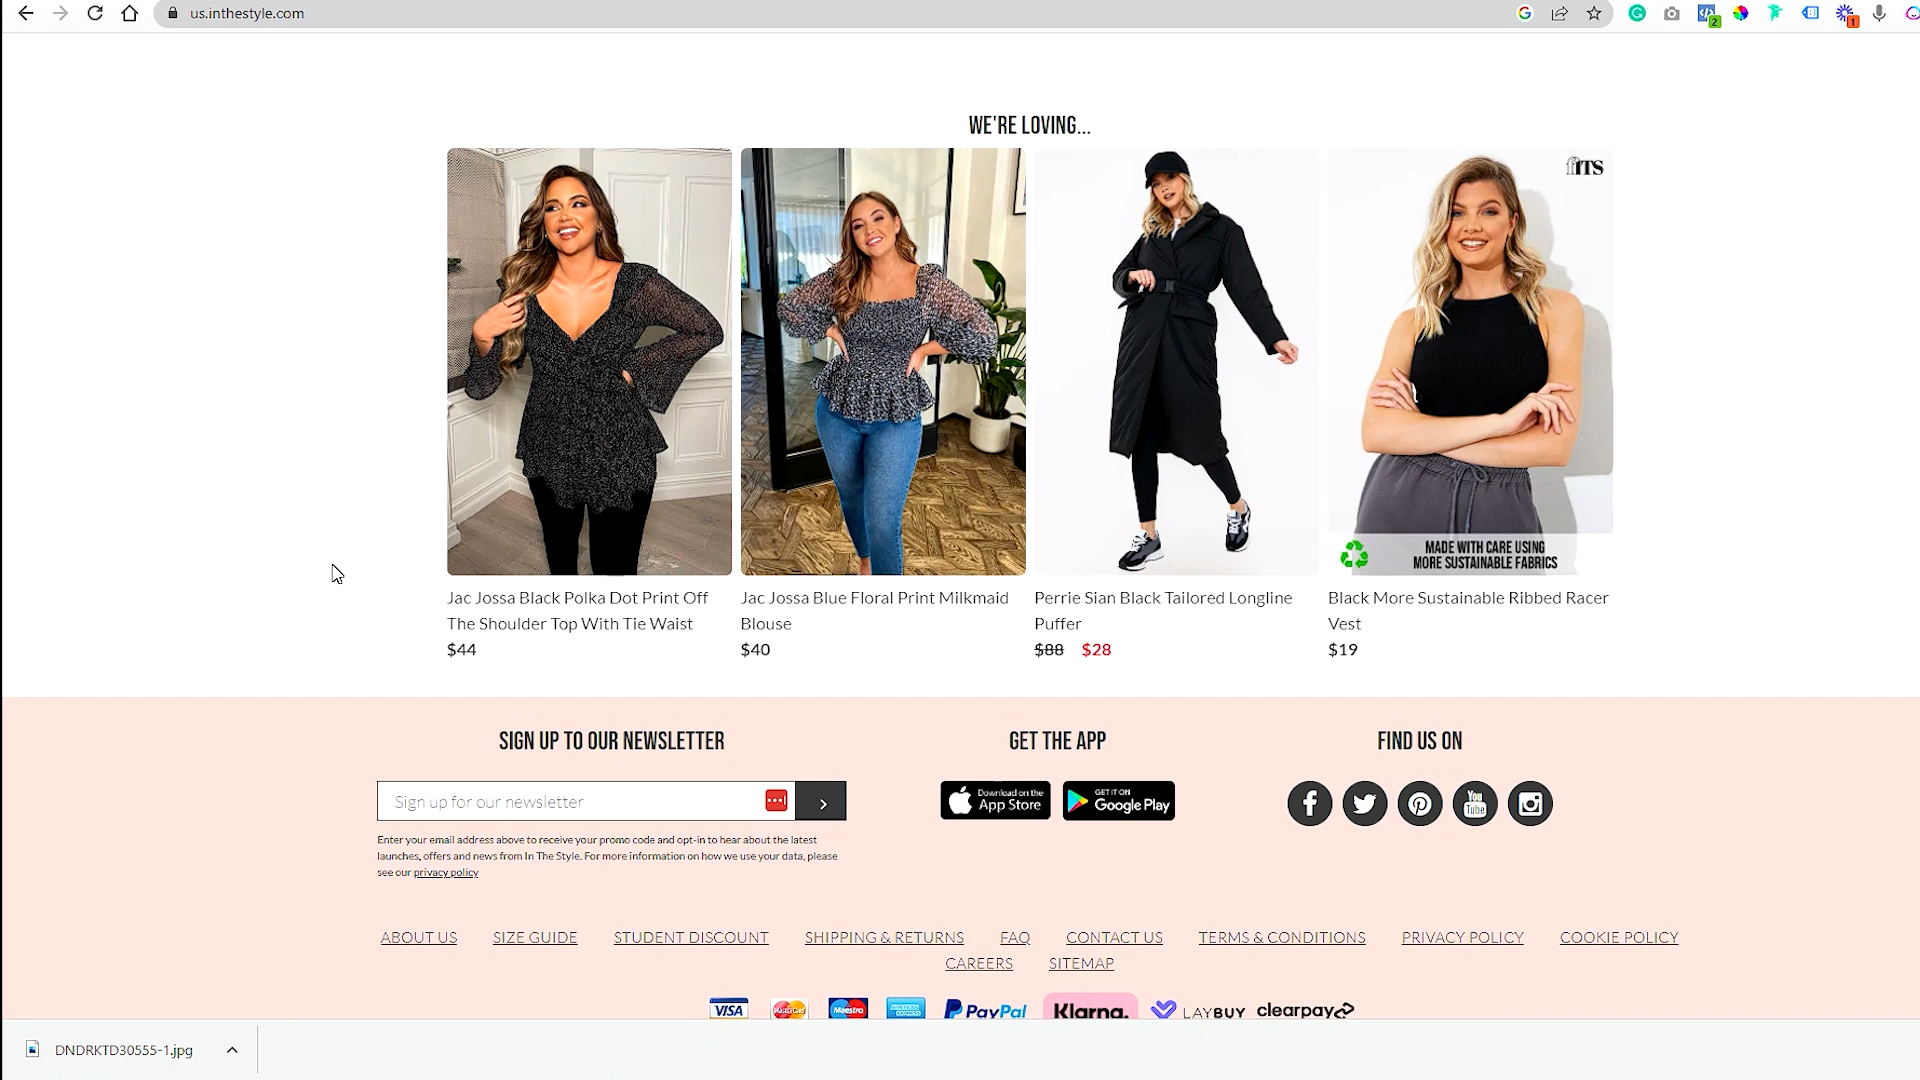 us.inthestyle.com
2
1
WE'RE LOVING...
fITS
MADE WITH CARE USING
MORE SUSTAINABLE FABRICS
Jac Jossa Black Polka Dot Print Off
The Shoulder Top With Tie Waist
$44
Jac Jossa Blue Floral Print Milkmaid
Blouse
$40
Perrie Sian Black Tailored Longline
Puffer
$88 $28
Black More Sustainable Ribbed Racer
Vest
$19
SIGN UP TO OUR NEWSLETTER
Sign up for our newsletter
Enter your email address above to receive your promo code and opt-in to hear about the latest
launches, offers and news from In The Style. For more information on how we use your data, please
see our privacy policy
GET THE APP
Download on the
App Store
GET IT ON
Google Play
FIND US ON
You
Tube
ABOUT US SIZE GUIDE STUDENT DISCOUNT SHIPPING & RETURNS FAQ CONTACT US TERMS & CONDITIONS PRIVACY POLICY COOKIE POLICY
CAREERS SITEMAP
VISA MasterCard Maestro PayPal Klarna. LAYBUY clearpay
DNDRKTD30555-1.jpg